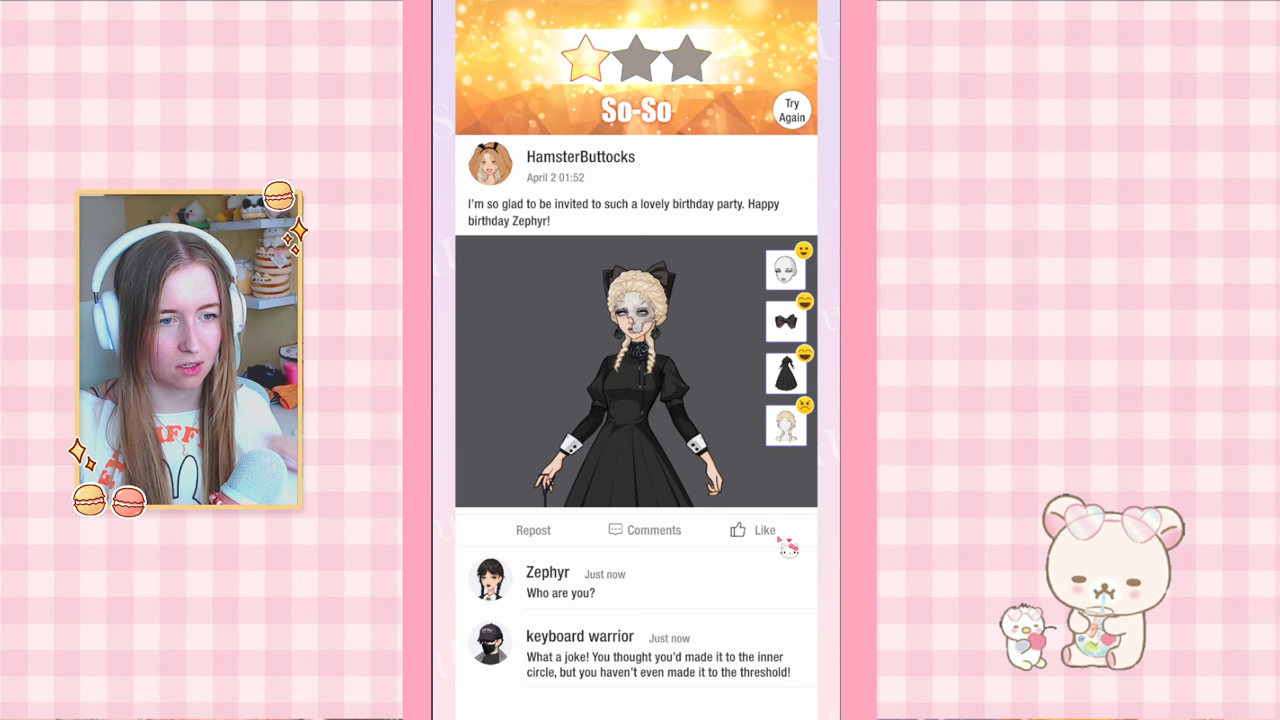 So-So
Try
Again
HamsterButtocks
April 2 01:52
I'm so glad to be invited to such a lovely birthday party. Happy
birthday Zephyr!
Repost
Comments
Like
Zephyr Just now
Who are you?
keyboard warrior Just now
What a joke! You thought you'd made it to the inner
circle, but you haven't even made it to the threshold!